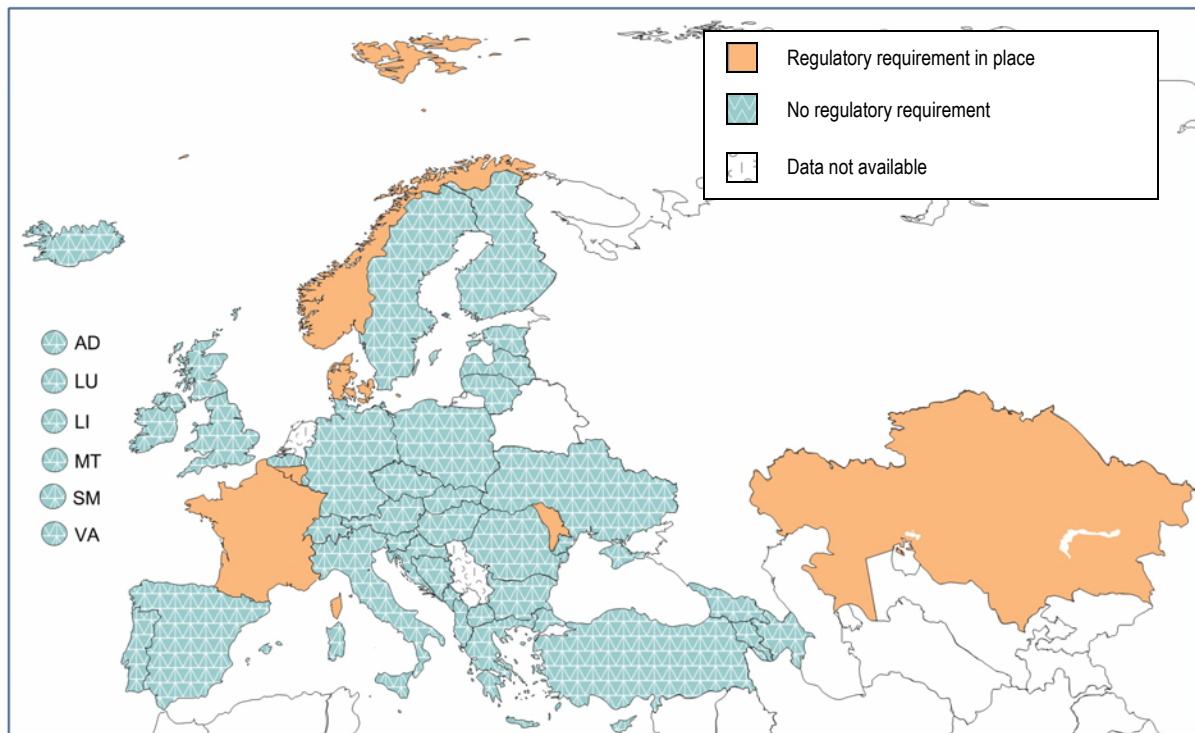 Regulatory requirement in place
No regulatory requirement
Data not available
AD
LU
LI
MT
SM
VA